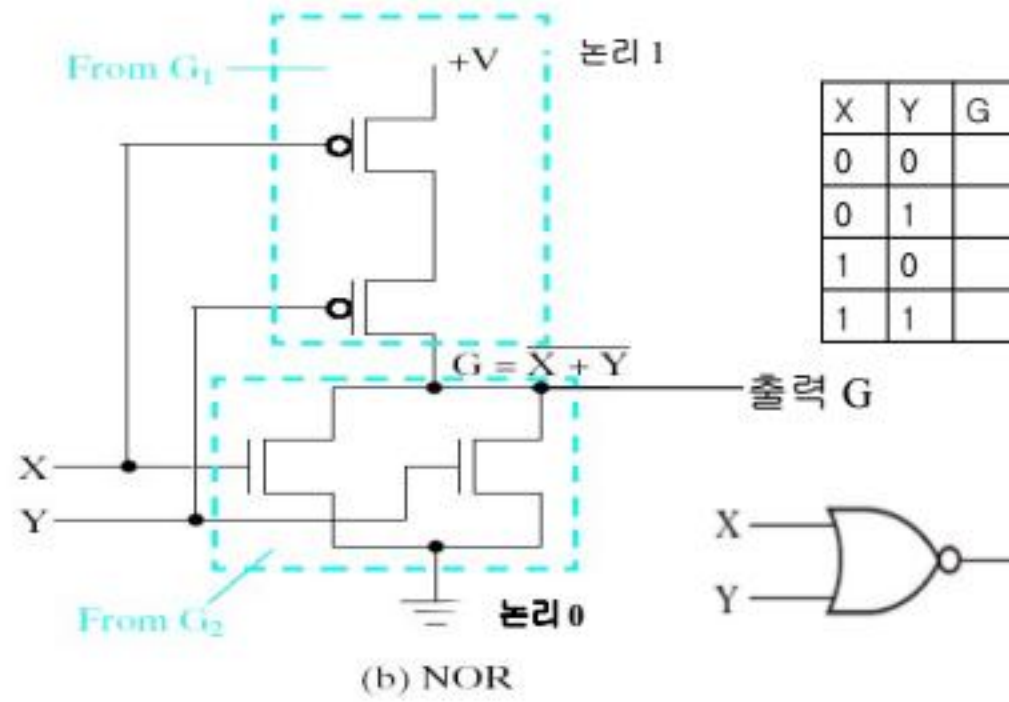 From G₁
+V
논리 1
X Y G
0 0
0 1
1 0
1 1
G = \overline{X + Y}
출력 G
X
Y
X
Y
From G₂
논리 0
(b) NOR